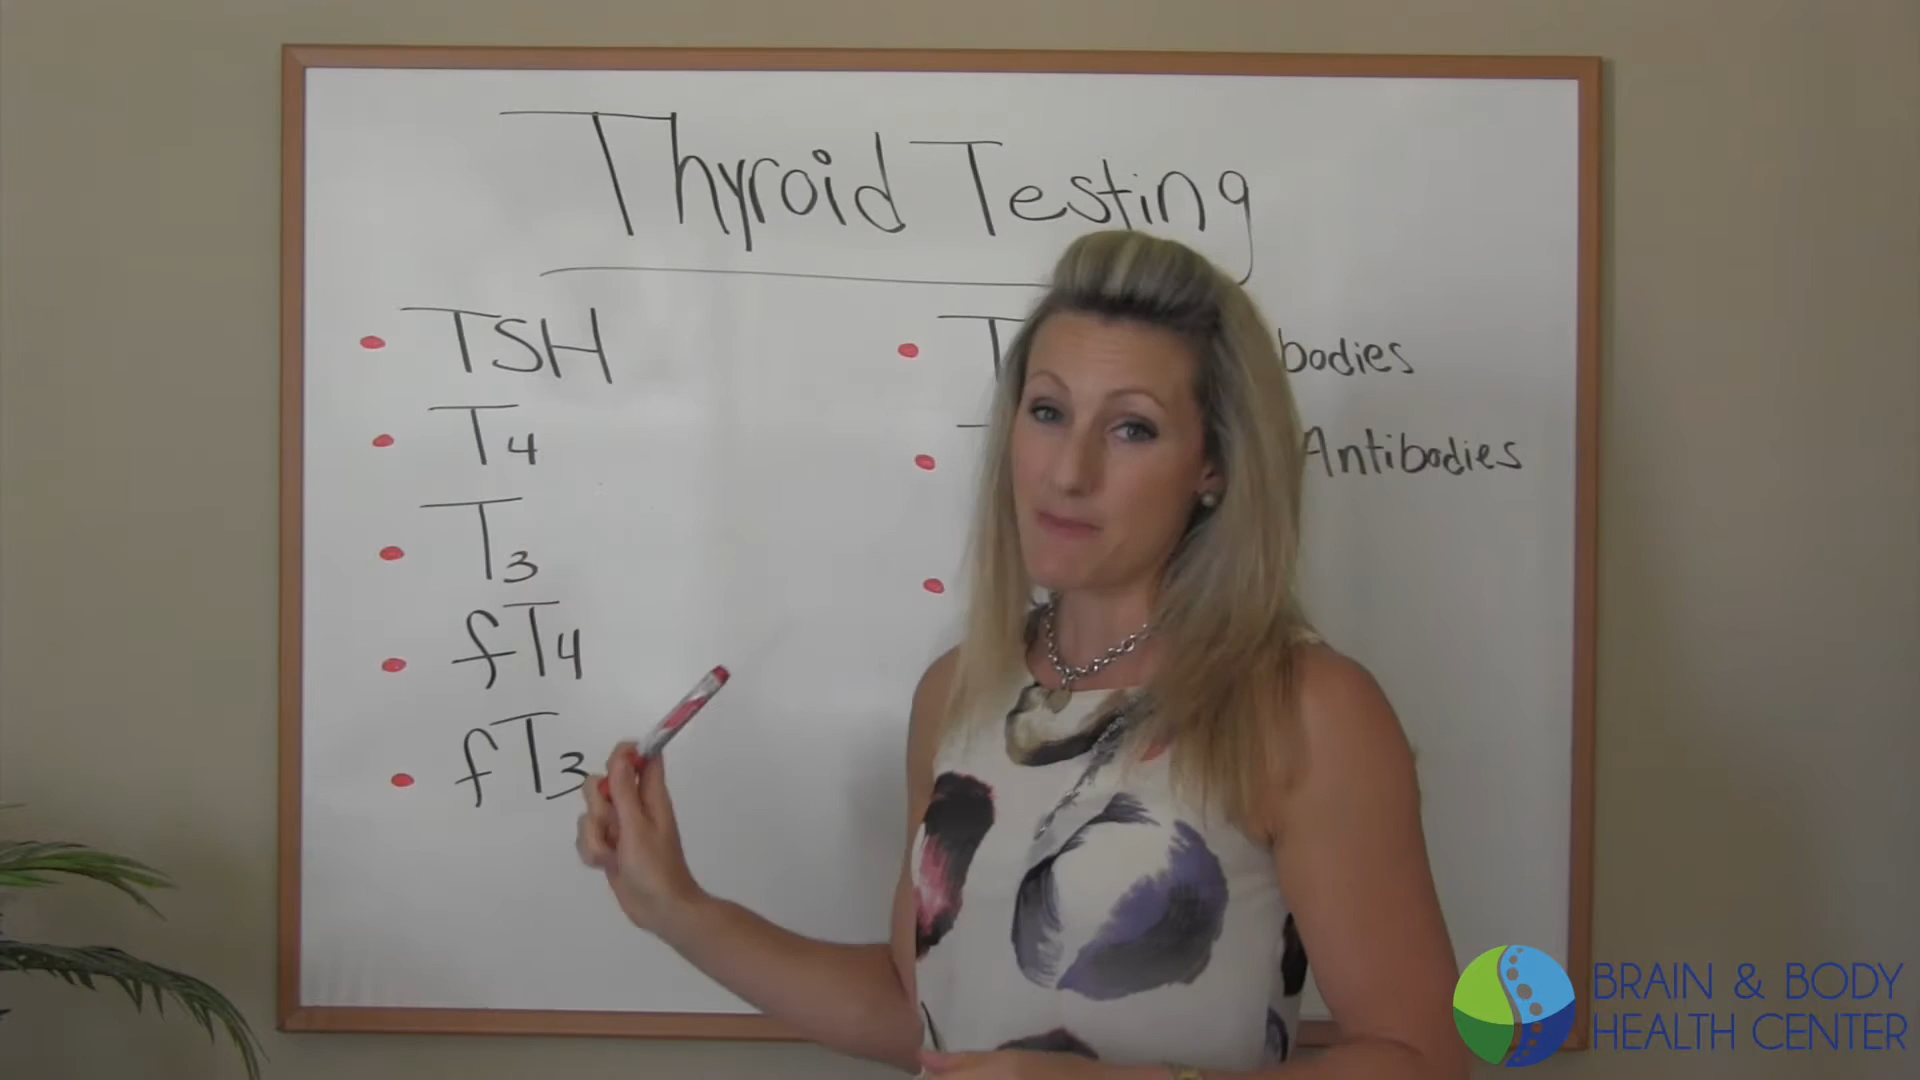 Thyroid Testing
TSH
T4
T3
fT4
fT3
bodies
Antibodies
BRAIN & BODY
HEALTH CENTER